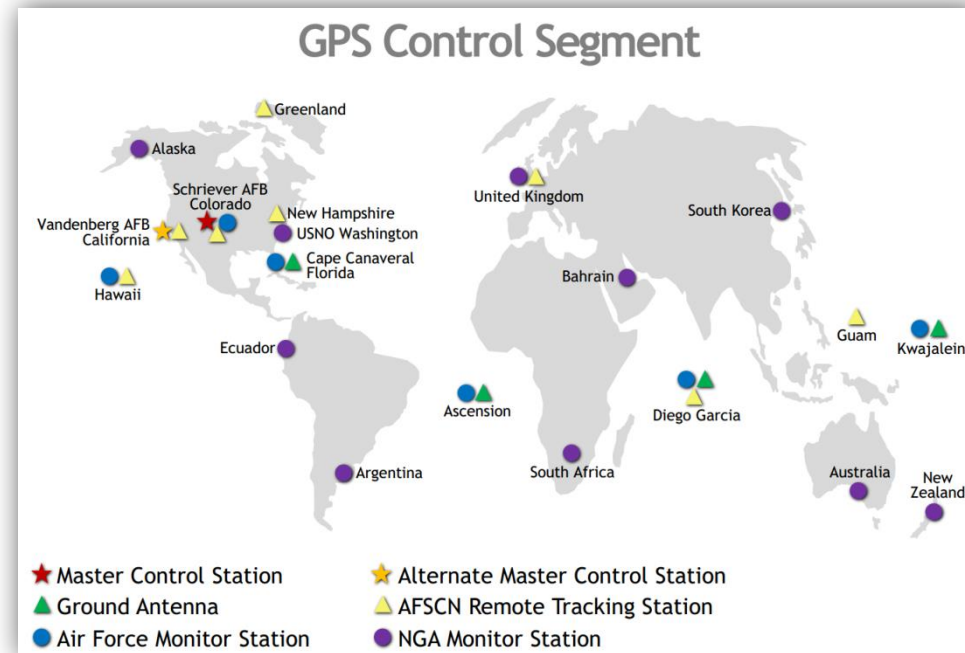 GPS Control Segment
Greenland
Alaska
Schriever AFB
Colorado
Vandenberg AFB
California
New Hampshire
USNO Washington
Cape Canaveral
Florida
Hawaii
United Kingdom
South Korea
Bahrain
Guam
Kwajalein
Ecuador
Ascension
Diego Garcia
Argentina
South Africa
Australia
New
Zealand
Master Control Station
Alternate Master Control Station
Ground Antenna
AFSCN Remote Tracking Station
Air Force Monitor Station
NGA Monitor Station